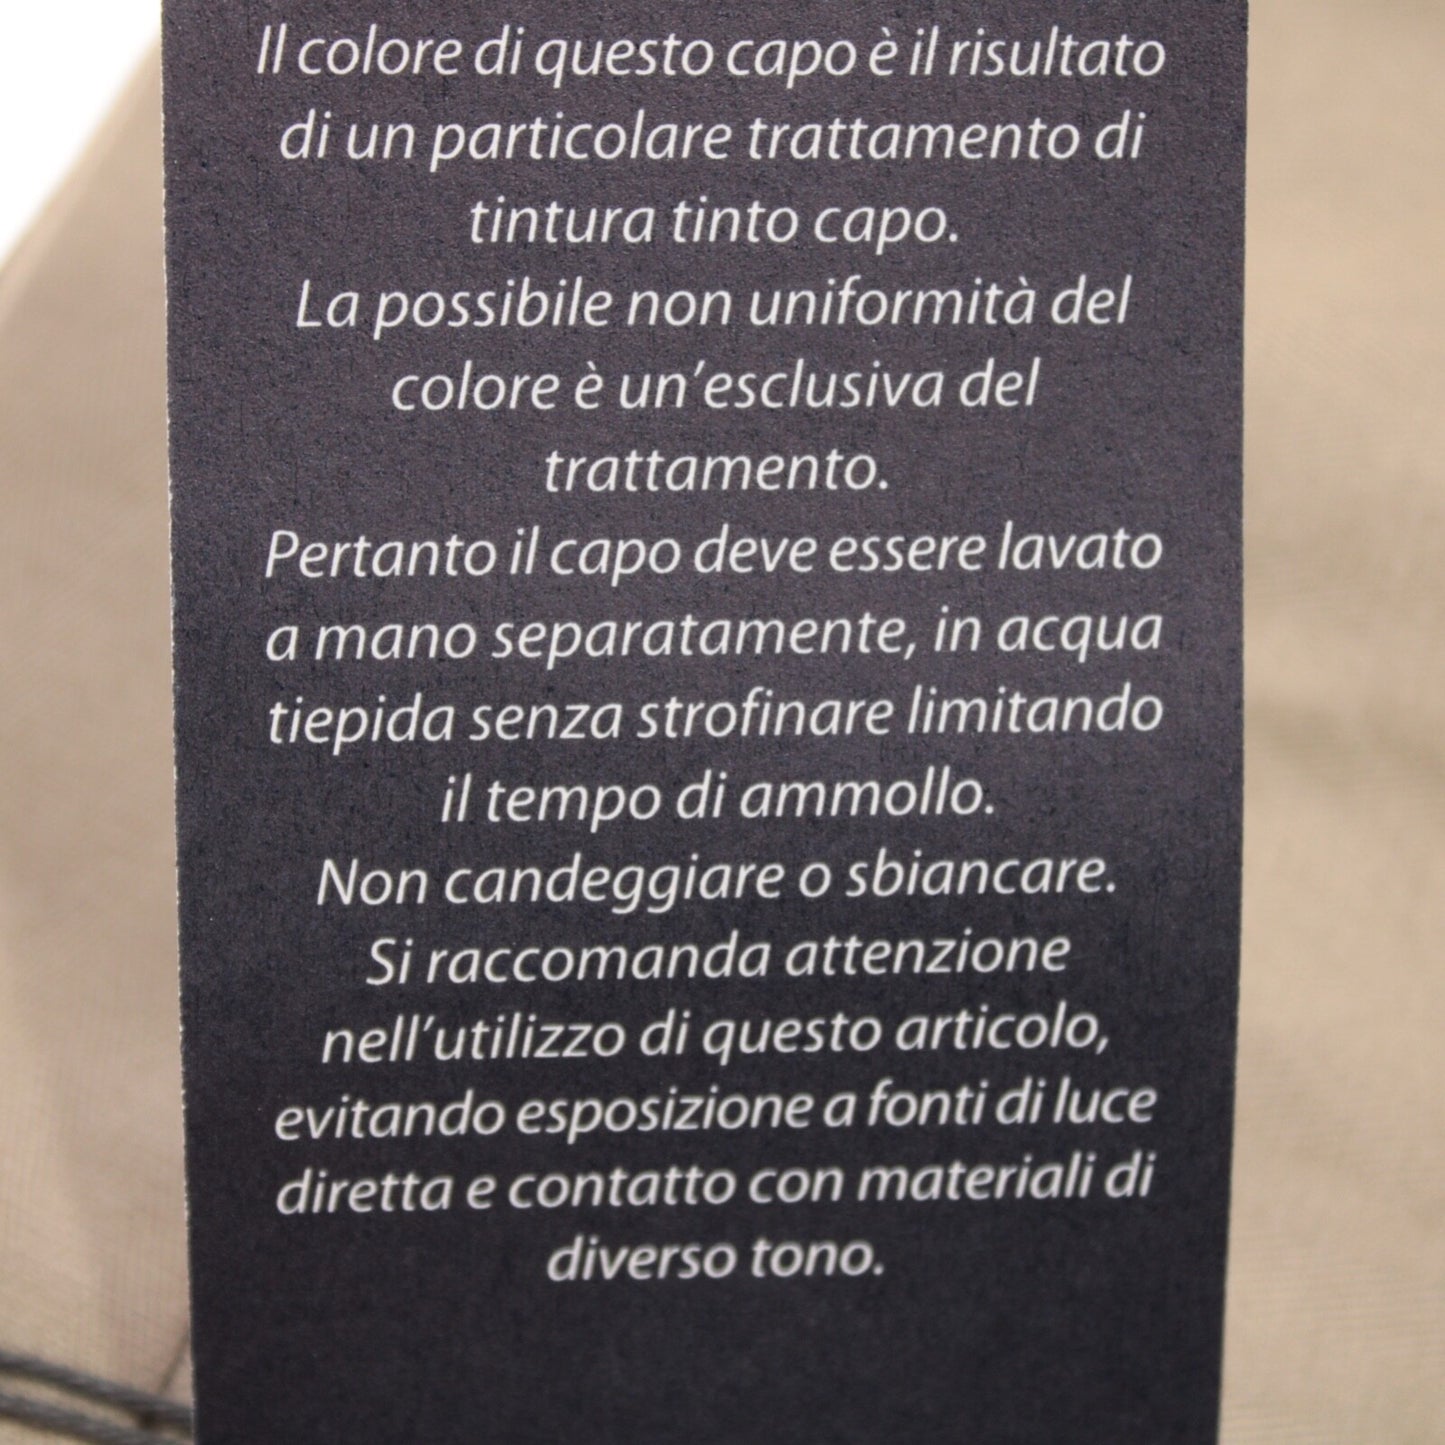 Il colore di questo capo è il risultato
di un particolare trattamento di
tintura tinto capo.
La possibile non uniformità del
colore è un'esclusiva del
trattamento.
Pertanto il capo deve essere lavato
a mano separatamente, in acqua
tiepida senza strofinare limitando
il tempo di ammollo.
Non candeggiare o sbiancare.
Si raccomanda attenzione
nell'utilizzo di questo articolo,
evitando esposizione a fonti di luce
diretta e contatto con materiali di
diverso tono.